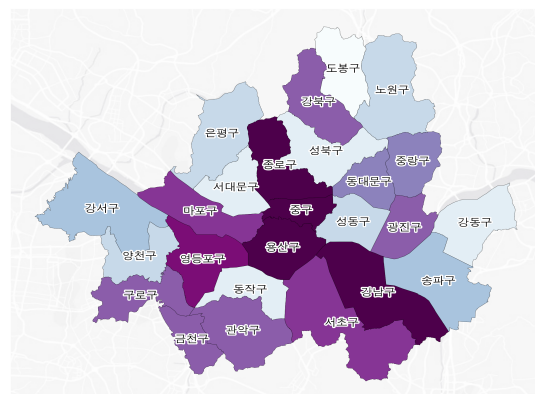 도봉구
노원구
강북구
은평구
성북구
중랑구
종로구
동대문구
서대문구
강서구
마포구
중구
성동구
광진구
강동구
용산구
양천구
영등포구
송파구
동작구
강남구
구로구
서초구
관악구
금천구